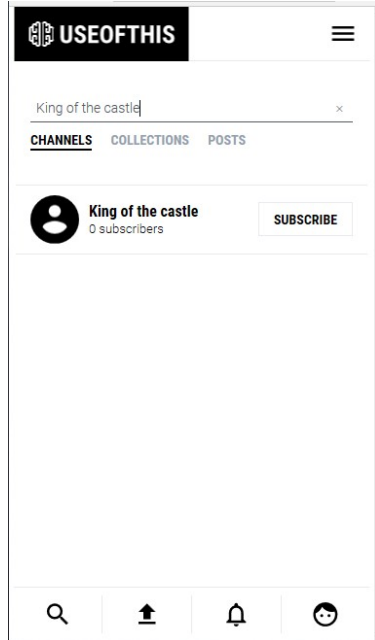 USEOFTHIS
King of the castle
×
CHANNELS COLLECTIONS POSTS
King of the castle
0 subscribers
SUBSCRIBE